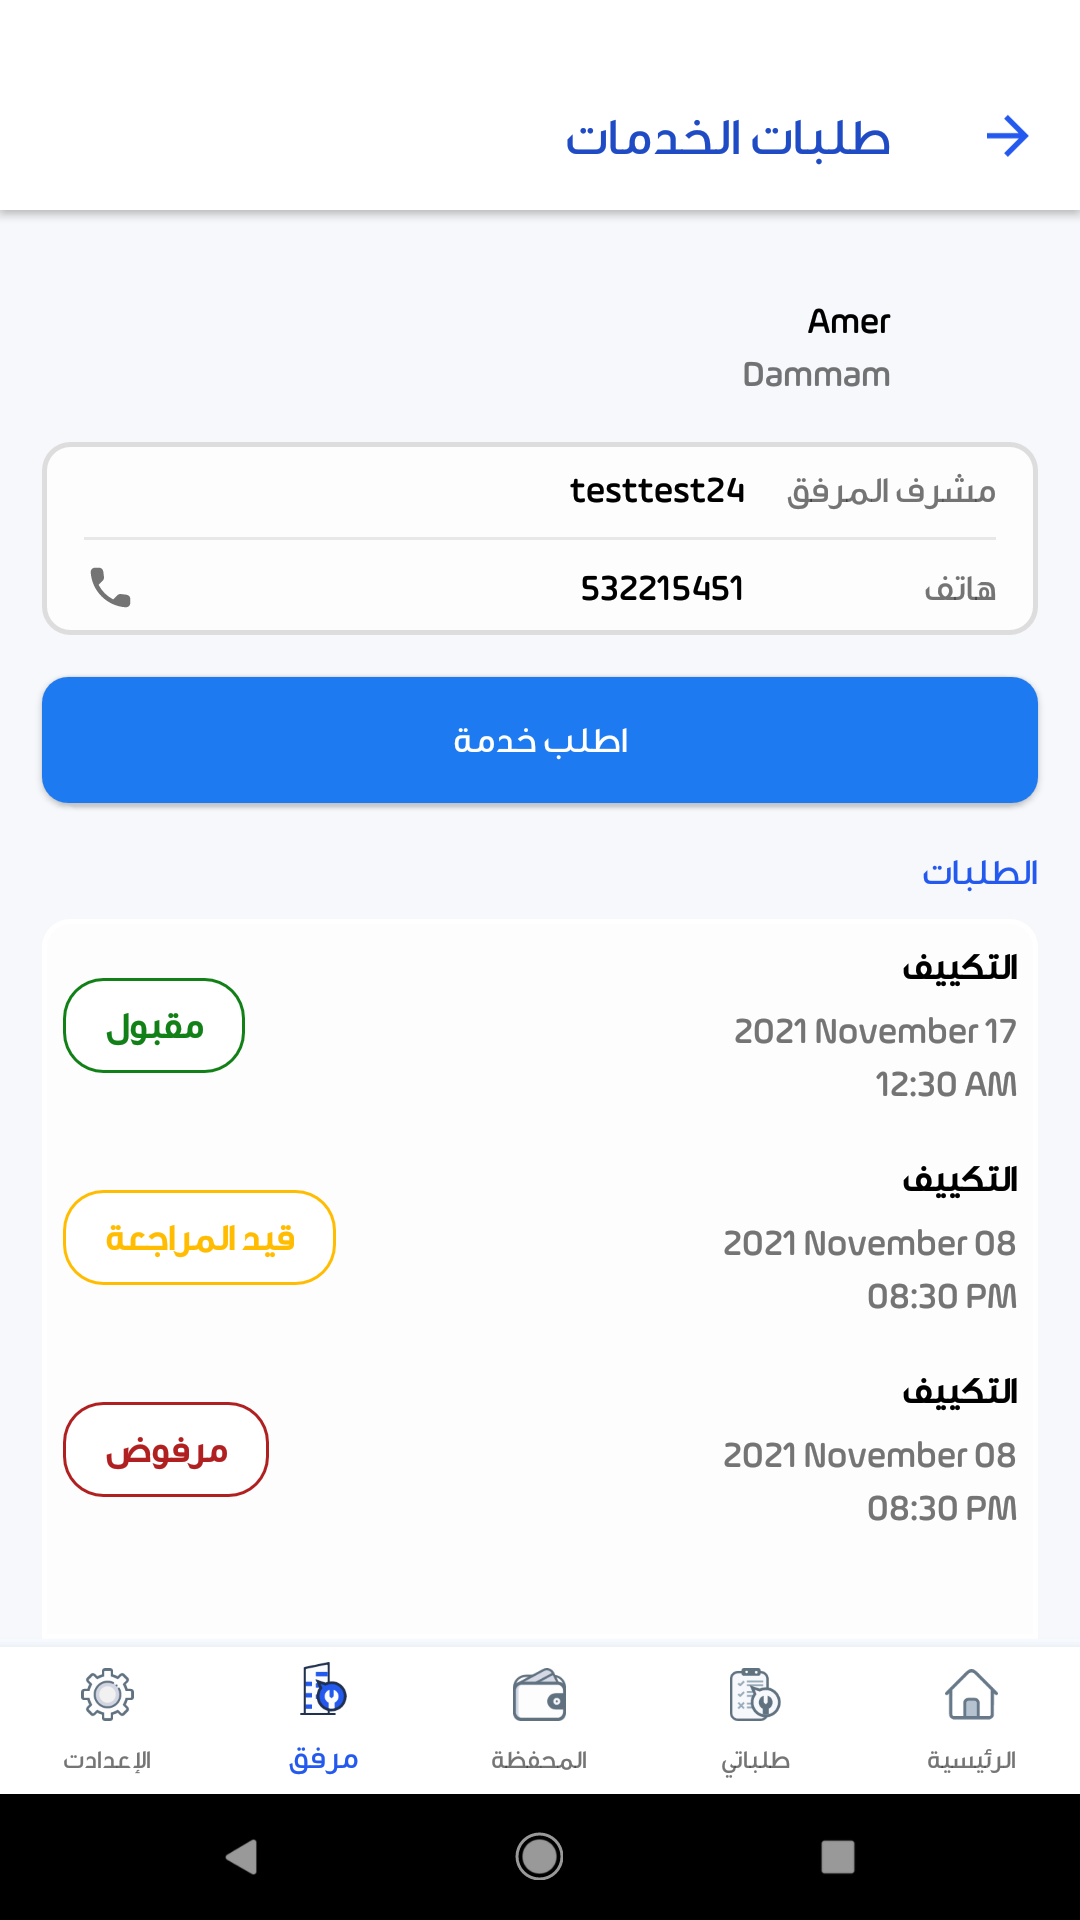 طلبات الخدمات
Amer
Dammam
مشرف المرفق testtest24
هاتف 532215451
اطلب خدمة
الطلبات
التكييف
2021 November 17
12:30 AM
مقبول
التكييف
2021 November 08
08:30 PM
قيد المراجعة
التكييف
2021 November 08
08:30 PM
مرفوض
الرئيسية
طلباتي
المحفظة
مرفق
الإعدادت